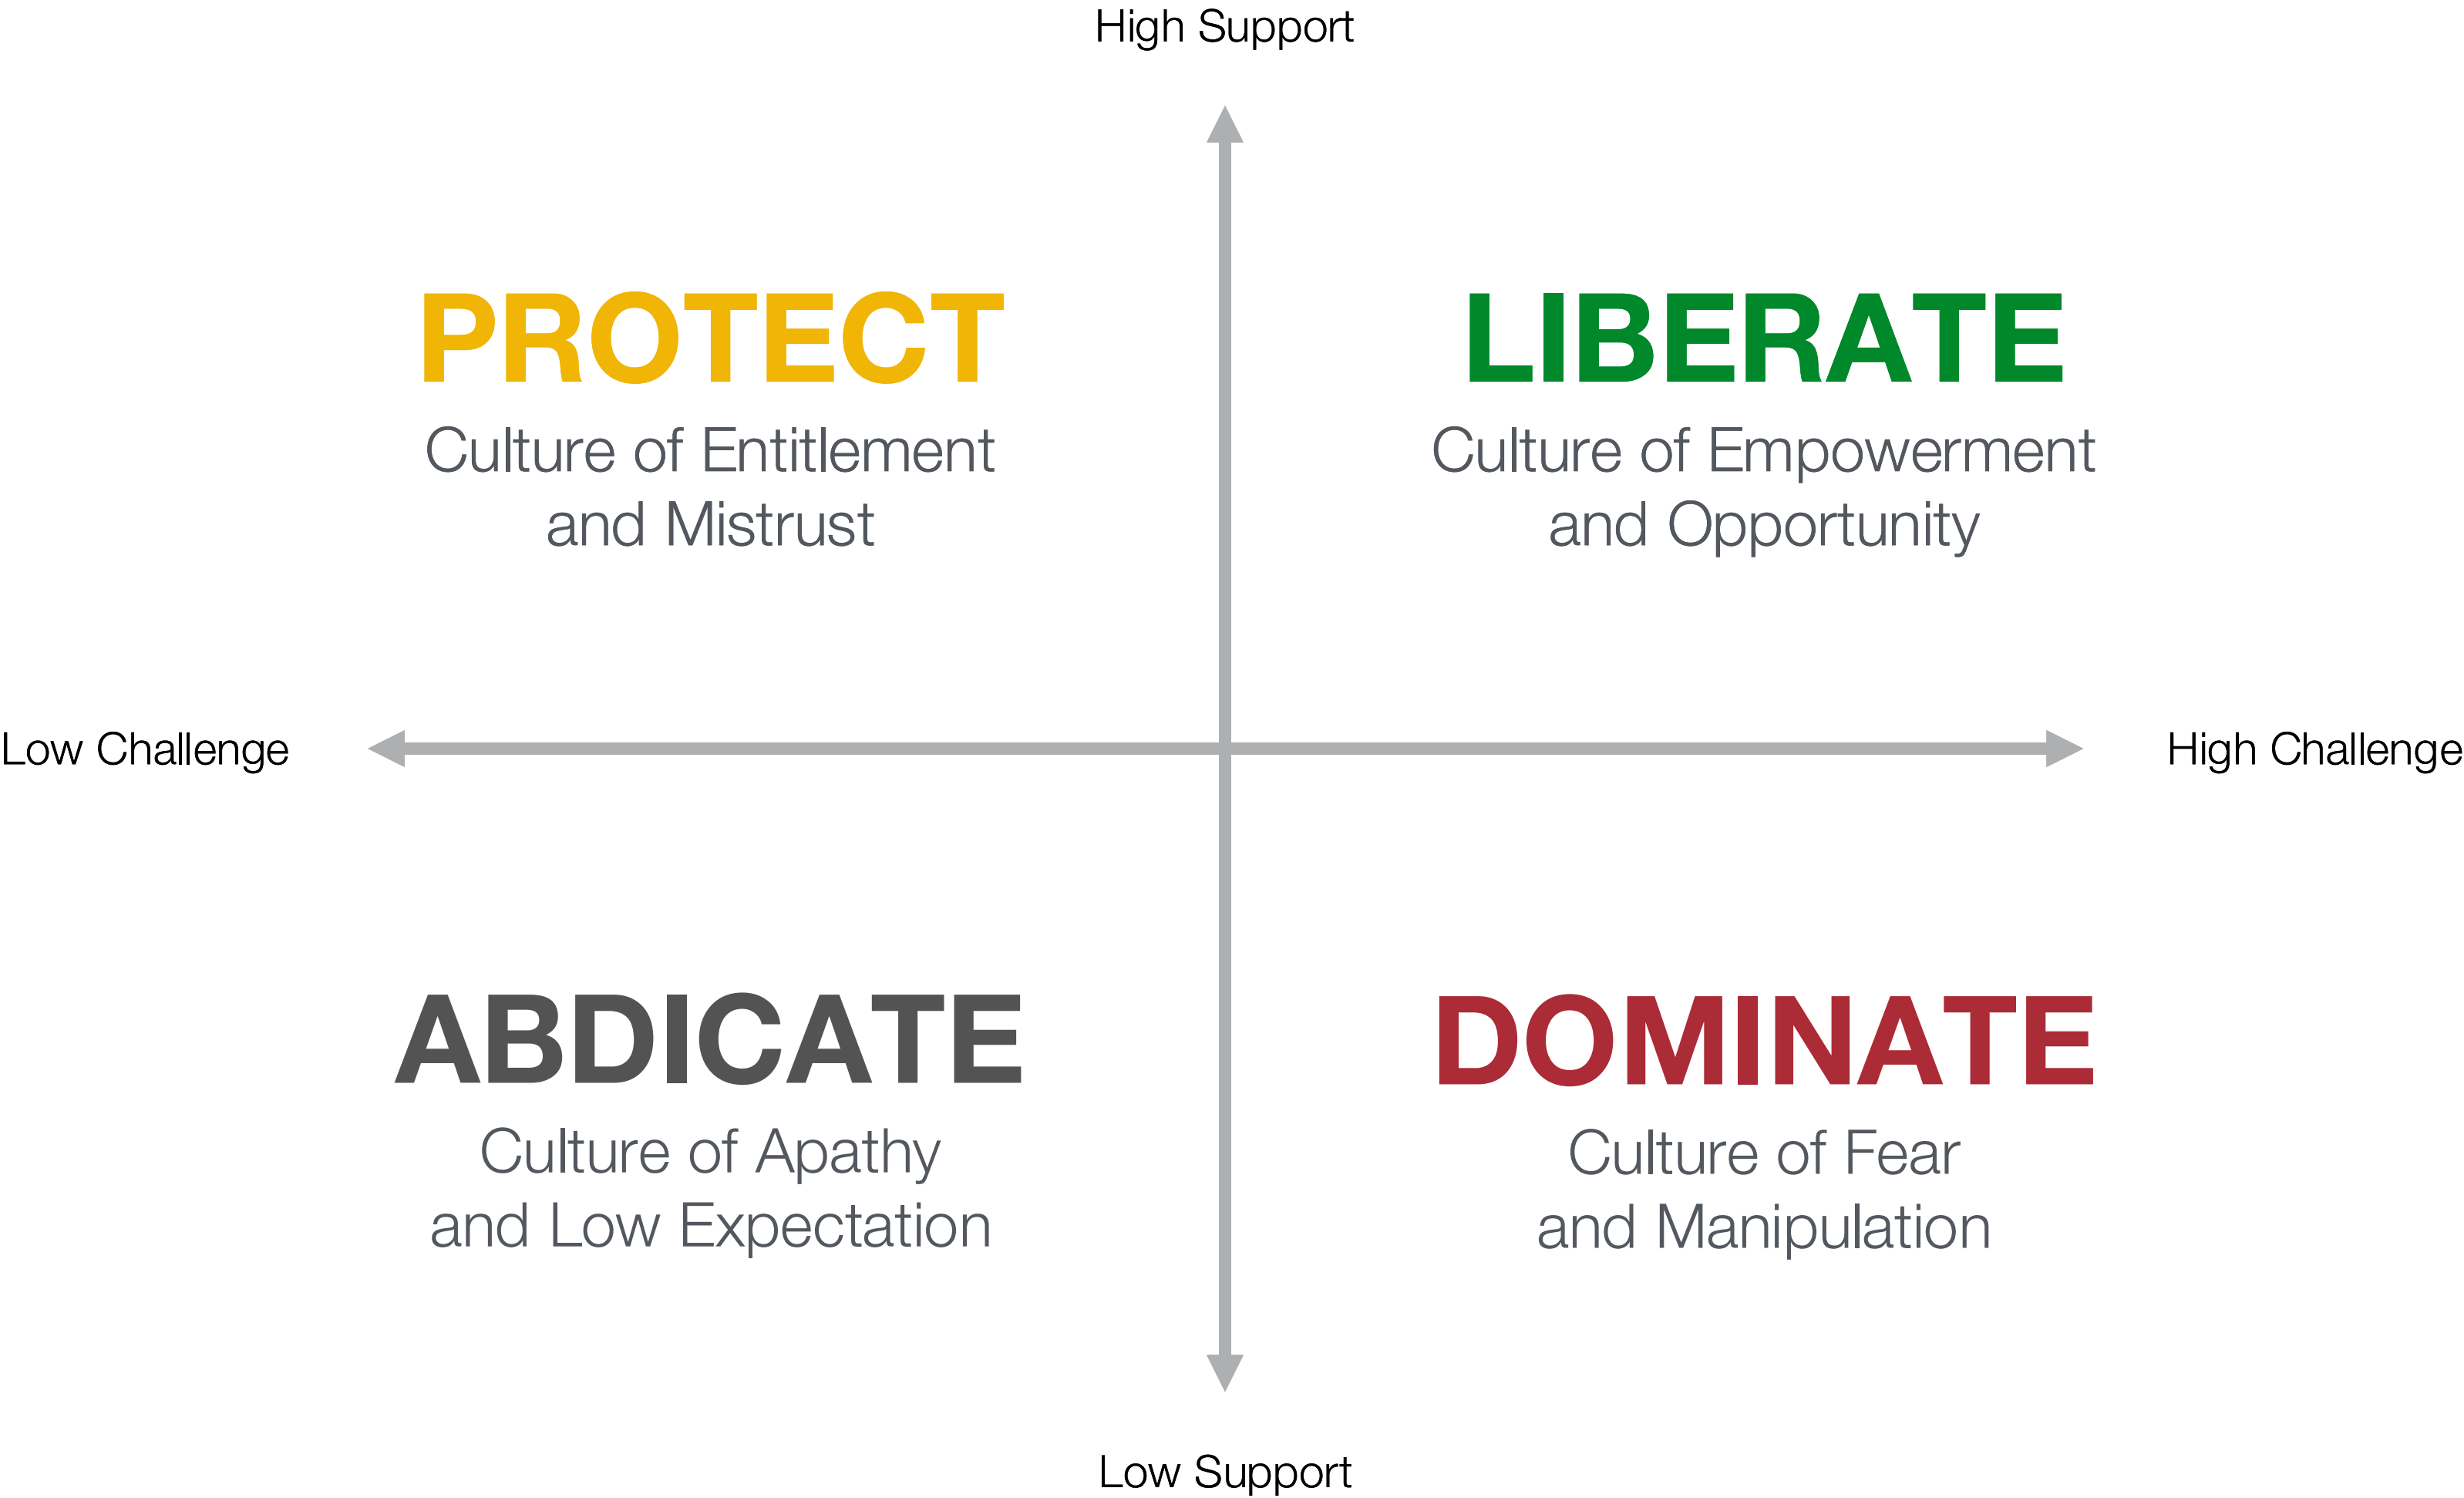 High Support
PROTECT
Culture of Entitlement
and Mistrust
LIBERATE
Culture of Empowerment
and Opportunity
Low Challenge
High Challenge
ABDICATE
Culture of Apathy
and Low Expectation
DOMINATE
Culture of Fear
and Manipulation
Low Support